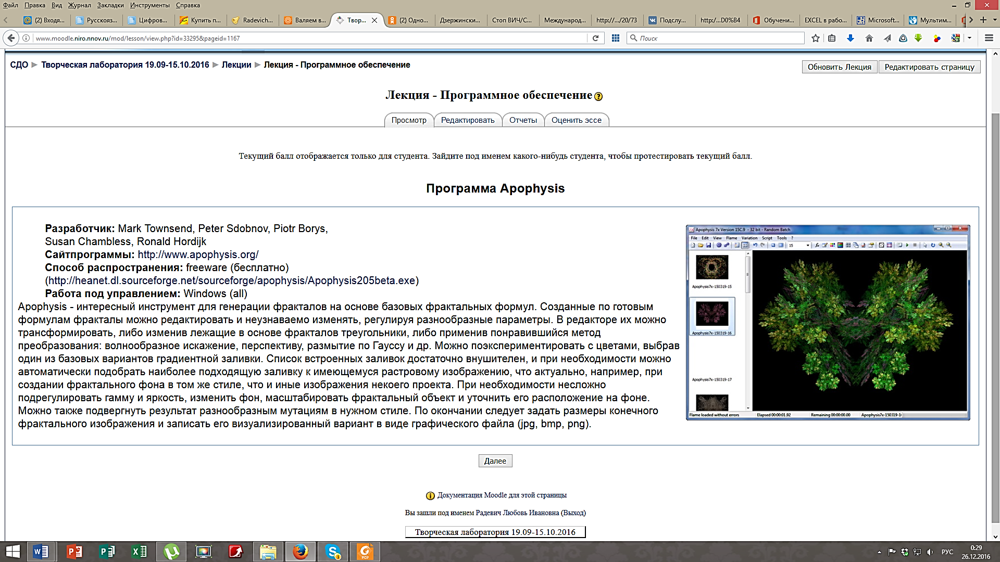 Файл Правка Вид Журнал Закладки Инструменты Справка
(2) Входя... Русскояз... Цифров... Купить п... Radevich... Валяем в... Твор... (2) Одно... Дзержински... Стоп ВИЧ/С... Международ... http://.../20/73 Подслу... http:/...D0%B4 Обучени... EXCEL в рабо... Microsoft... Мультим...
www.moodle.niro.nnov.ru/mod/lesson/view.php?id=33295&pageid=1167 Поиск
СДО ► Творческая лаборатория 19.09-15.10.2016 ► Лекции ► Лекция - Программное обеспечение
Обновить Лекция Редактировать страницу
Лекция - Программное обеспечение
Просмотр Редактировать Отчеты Оценить эссе
Текущий балл отображается только для студента. Зайдите под именем какого-нибудь студента, чтобы протестировать текущий балл.
Программа Apophysis
Разработчик: Mark Townsend, Peter Sdobnov, Piotr Borys,
Susan Chambless, Ronald Hordijk
Сайтпрограммы: http://www.apophysis.org/
Способ распространения: freeware (бесплатно)
(http://heanet.dl.sourceforge.net/sourceforge/apophysis/Apophysis205beta.exe)
Работа под управлением: Windows (all)
Apophysis - интересный инструмент для генерации фракталов на основе базовых фрактальных формул. Созданные по готовым
формулам фракталы можно редактировать и неузнаваемо изменять, регулируя разнообразные параметры. В редакторе их можно
трансформировать, либо изменив лежащие в основе фракталов треугольники, либо применив понравившийся метод
преобразования: волнообразное искажение, перспективу, размытие по Гауссу и др. Можно поэкспериментировать с цветами, выбрав
один из базовых вариантов градиентной заливки. Список встроенных заливок достаточно внушителен, и при необходимости можно
автоматически подобрать наиболее подходящую заливку к имеющемуся растровому изображению, что актуально, например, при
создании фрактального фона в том же стиле, что и иные изображения некоего проекта. При необходимости несложно
подрегулировать гамму и яркость, изменить фон, масштабировать фрактальный объект и уточнить его расположение на фоне.
Можно также подвергнуть результат разнообразным мутациям в нужном стиле. По окончании следует задать размеры конечного
фрактального изображения и записать его визуализированный вариант в виде графического файла (jpg, bmp, png).
Apophysis 7x Version 15C.9 - 32 bit - Random Batch
File Edit View Flame Variation Script Tools ?
15
Apophysis7x-150319-15
Apophysis7x-150319-16
Apophysis7x-150319-17
Flame loaded without errors Elapsed 00:00:01.92 Remaining 00:00:00.00 Apophysis7x-150319-1
Далее
Документация Moodle для этой страницы
Вы зашли под именем Радевич Любовь Ивановна (Выход)
Творческая лаборатория 19.09-15.10.2016
РУС
0:29
26.12.2016